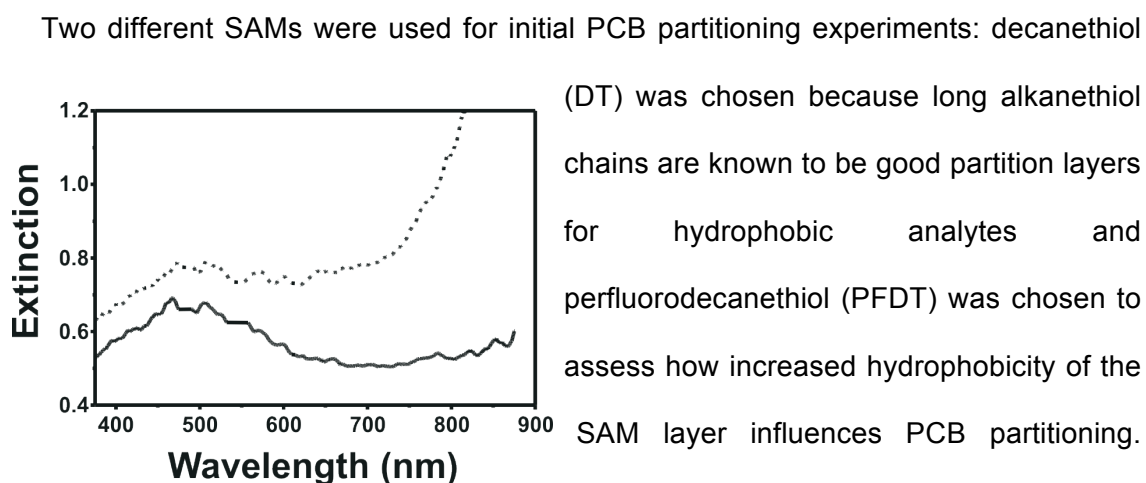 Two different SAMs were used for initial PCB partitioning experiments: decanethiol
(DT) was chosen because long alkanethiol
chains are known to be good partition layers
for hydrophobic analytes and
perfluorodecanethiol (PFDT) was chosen to
assess how increased hydrophobicity of the
SAM layer influences PCB partitioning.
1.2
1.0
0.8
0.6
0.4
Extinction
400 500 600 700 800 900
Wavelength (nm)